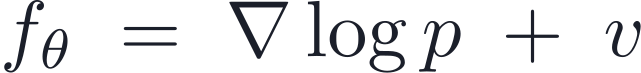 f_θ = ∇ log p + v